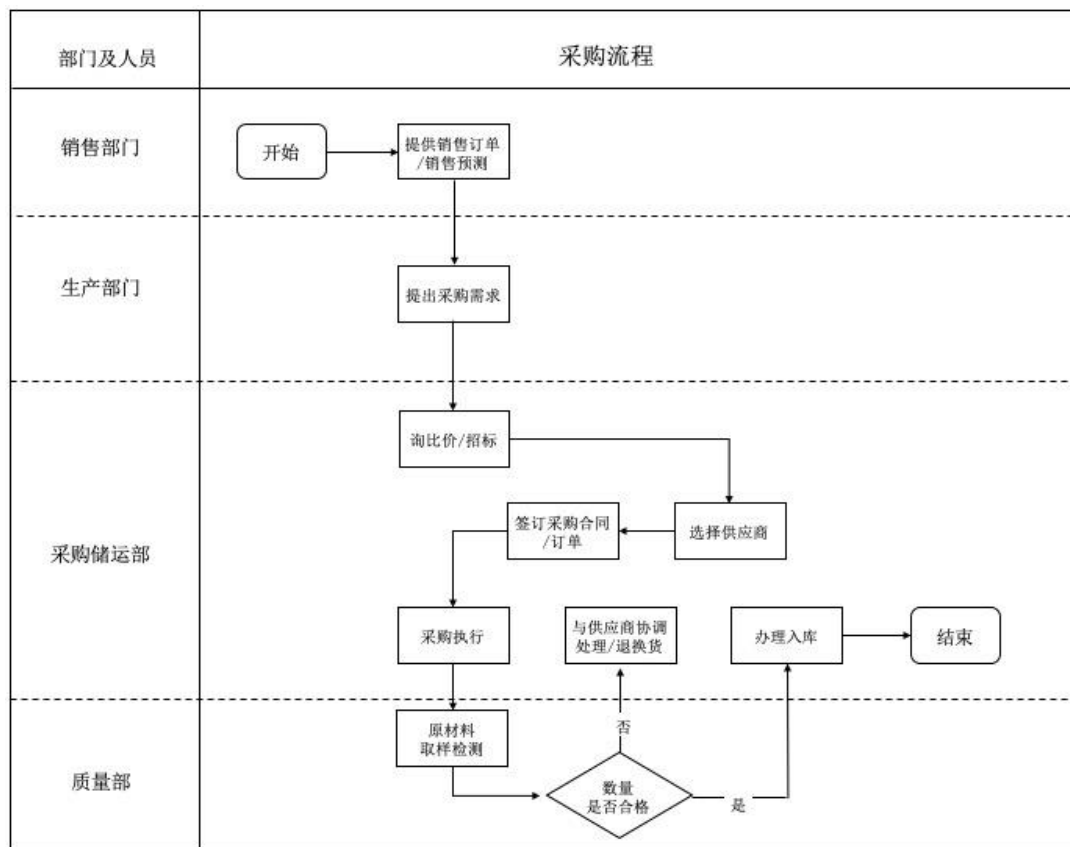 部门及人员
采购流程
销售部门
开始
提供销售订单
/销售预测
生产部门
提出采购需求
采购储运部
询比价/招标
签订采购合同
/订单
选择供应商
采购执行
与供应商协调
处理/退换货
办理入库
结束
质量部
原材料
取样检测
否
数量
是否合格
是